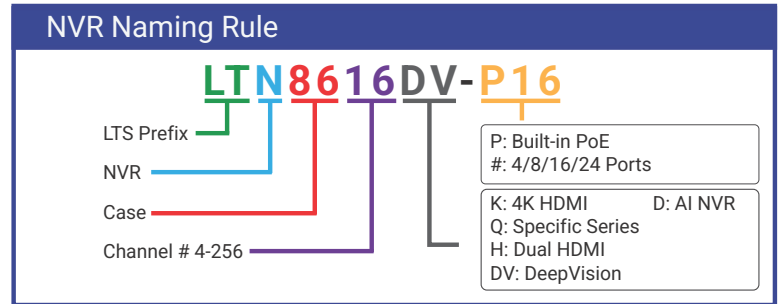 NVR Naming Rule
LTN8616DV-P16
LTS Prefix
NVR
Case
Channel # 4-256
P: Built-in PoE
#: 4/8/16/24 Ports
K: 4K HDMI D: AI NVR
Q: Specific Series
H: Dual HDMI
DV: DeepVision